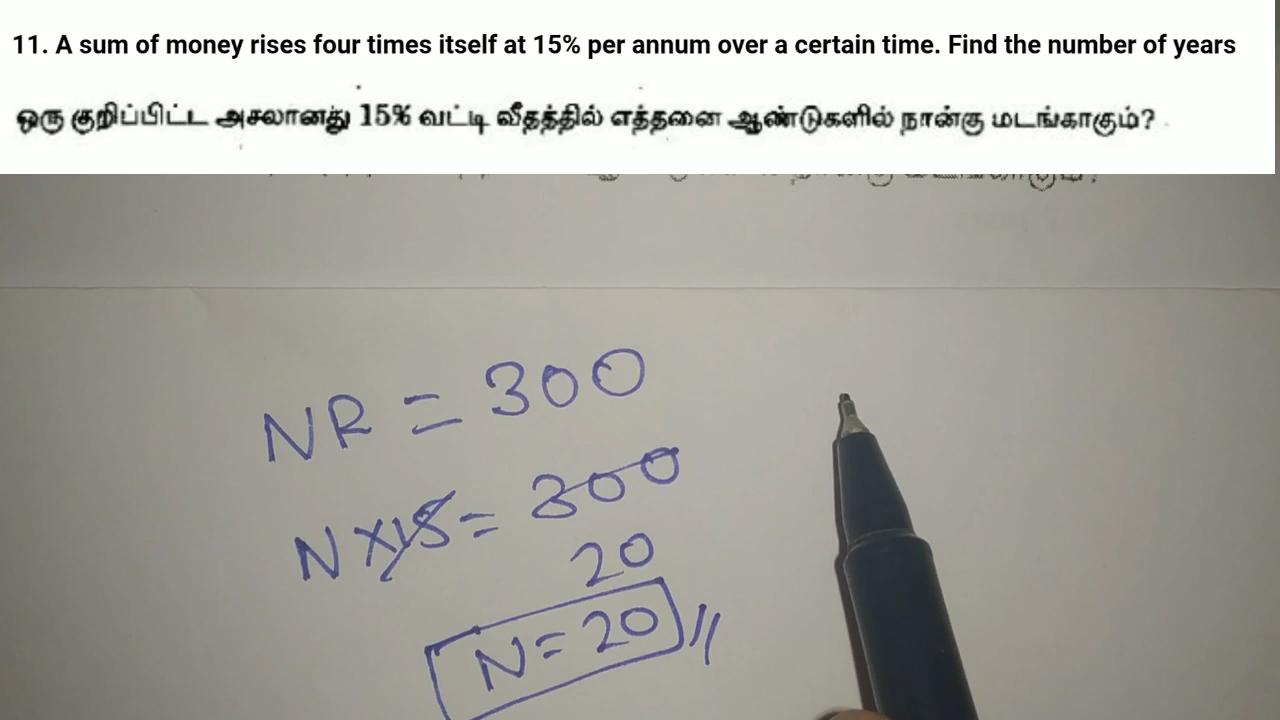 11. A sum of money rises four times itself at 15% per annum over a certain time. Find the number of years
ஒரு குறிப்பிட்ட அசலானது 15% வட்டி வீதத்தில் எத்தனை ஆண்டுகளில் நான்கு மடங்காகும்?
NR = 300
N X 15 = 300
20
N = 20 //